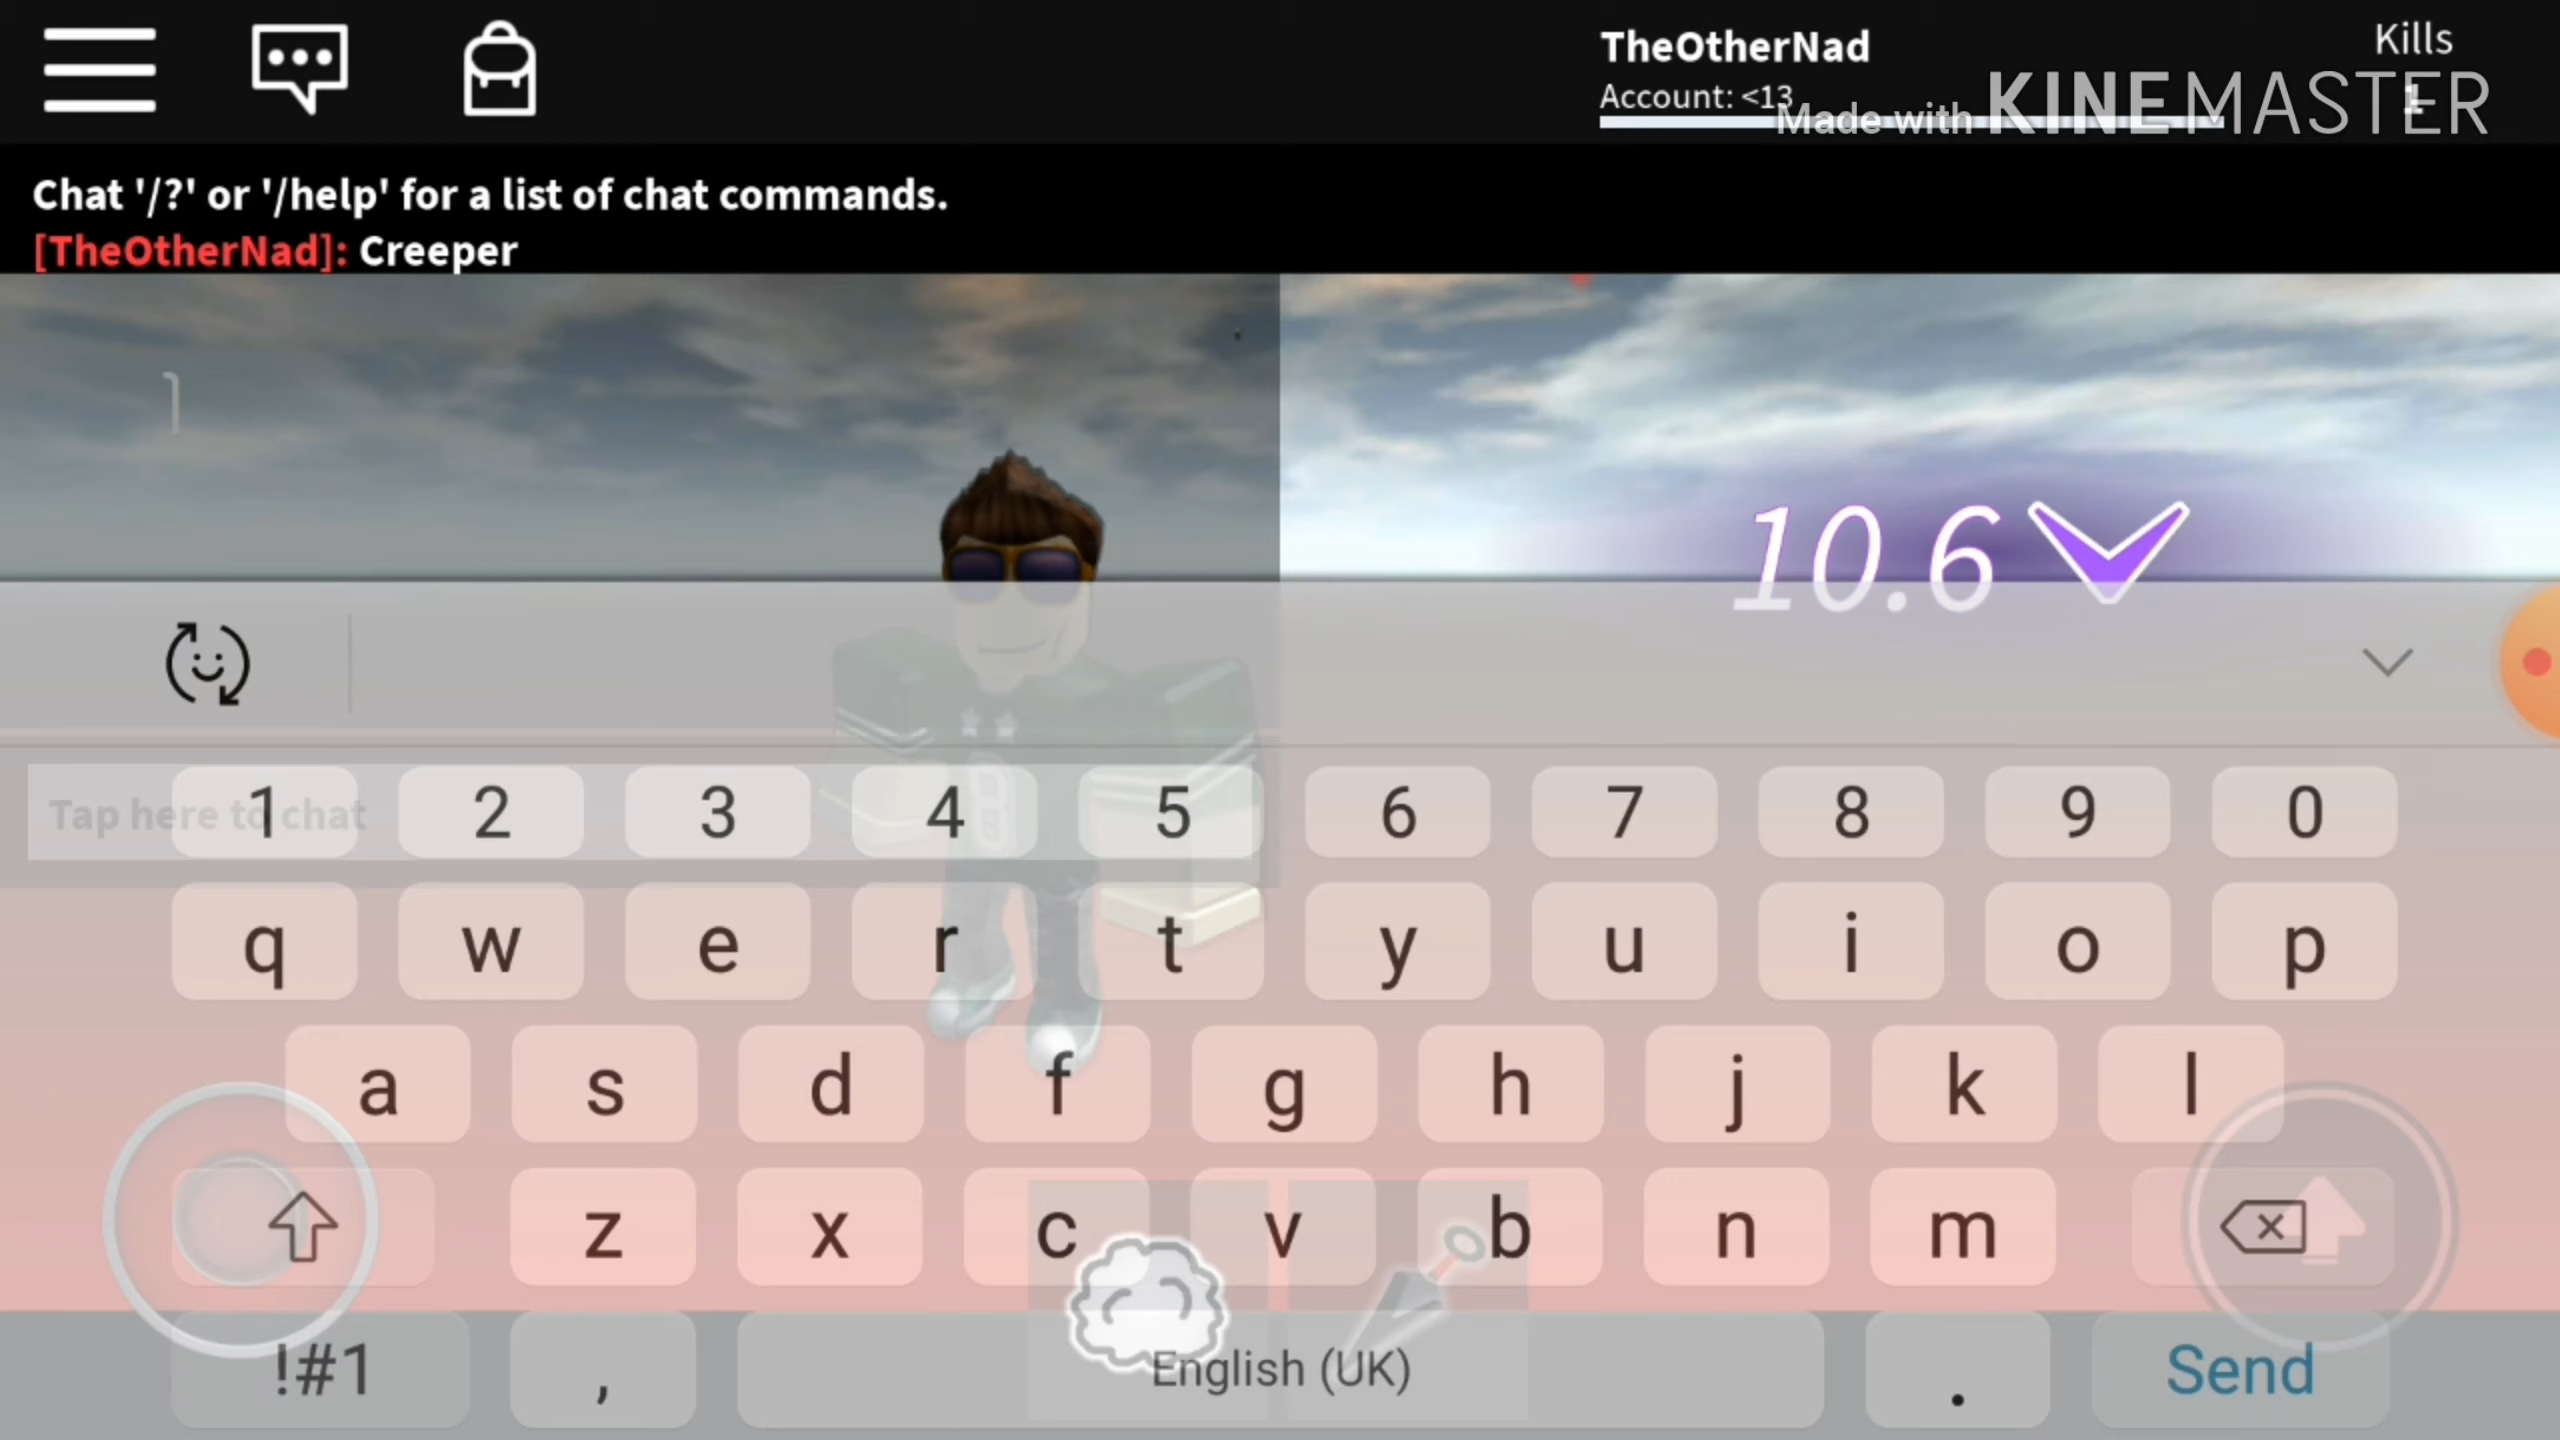 TheOtherNad
Account: <13
Kills
1
Made with KINEMASTER
Chat '/?' or '/help' for a list of chat commands.
[TheOtherNad]: Creeper
10.6
Tap here to chat
1 2 3 4 5 6 7 8 9 0
q w e r t y u i o p
a s d f g h j k l
z x c v b n m
!#1 , English (UK) . Send